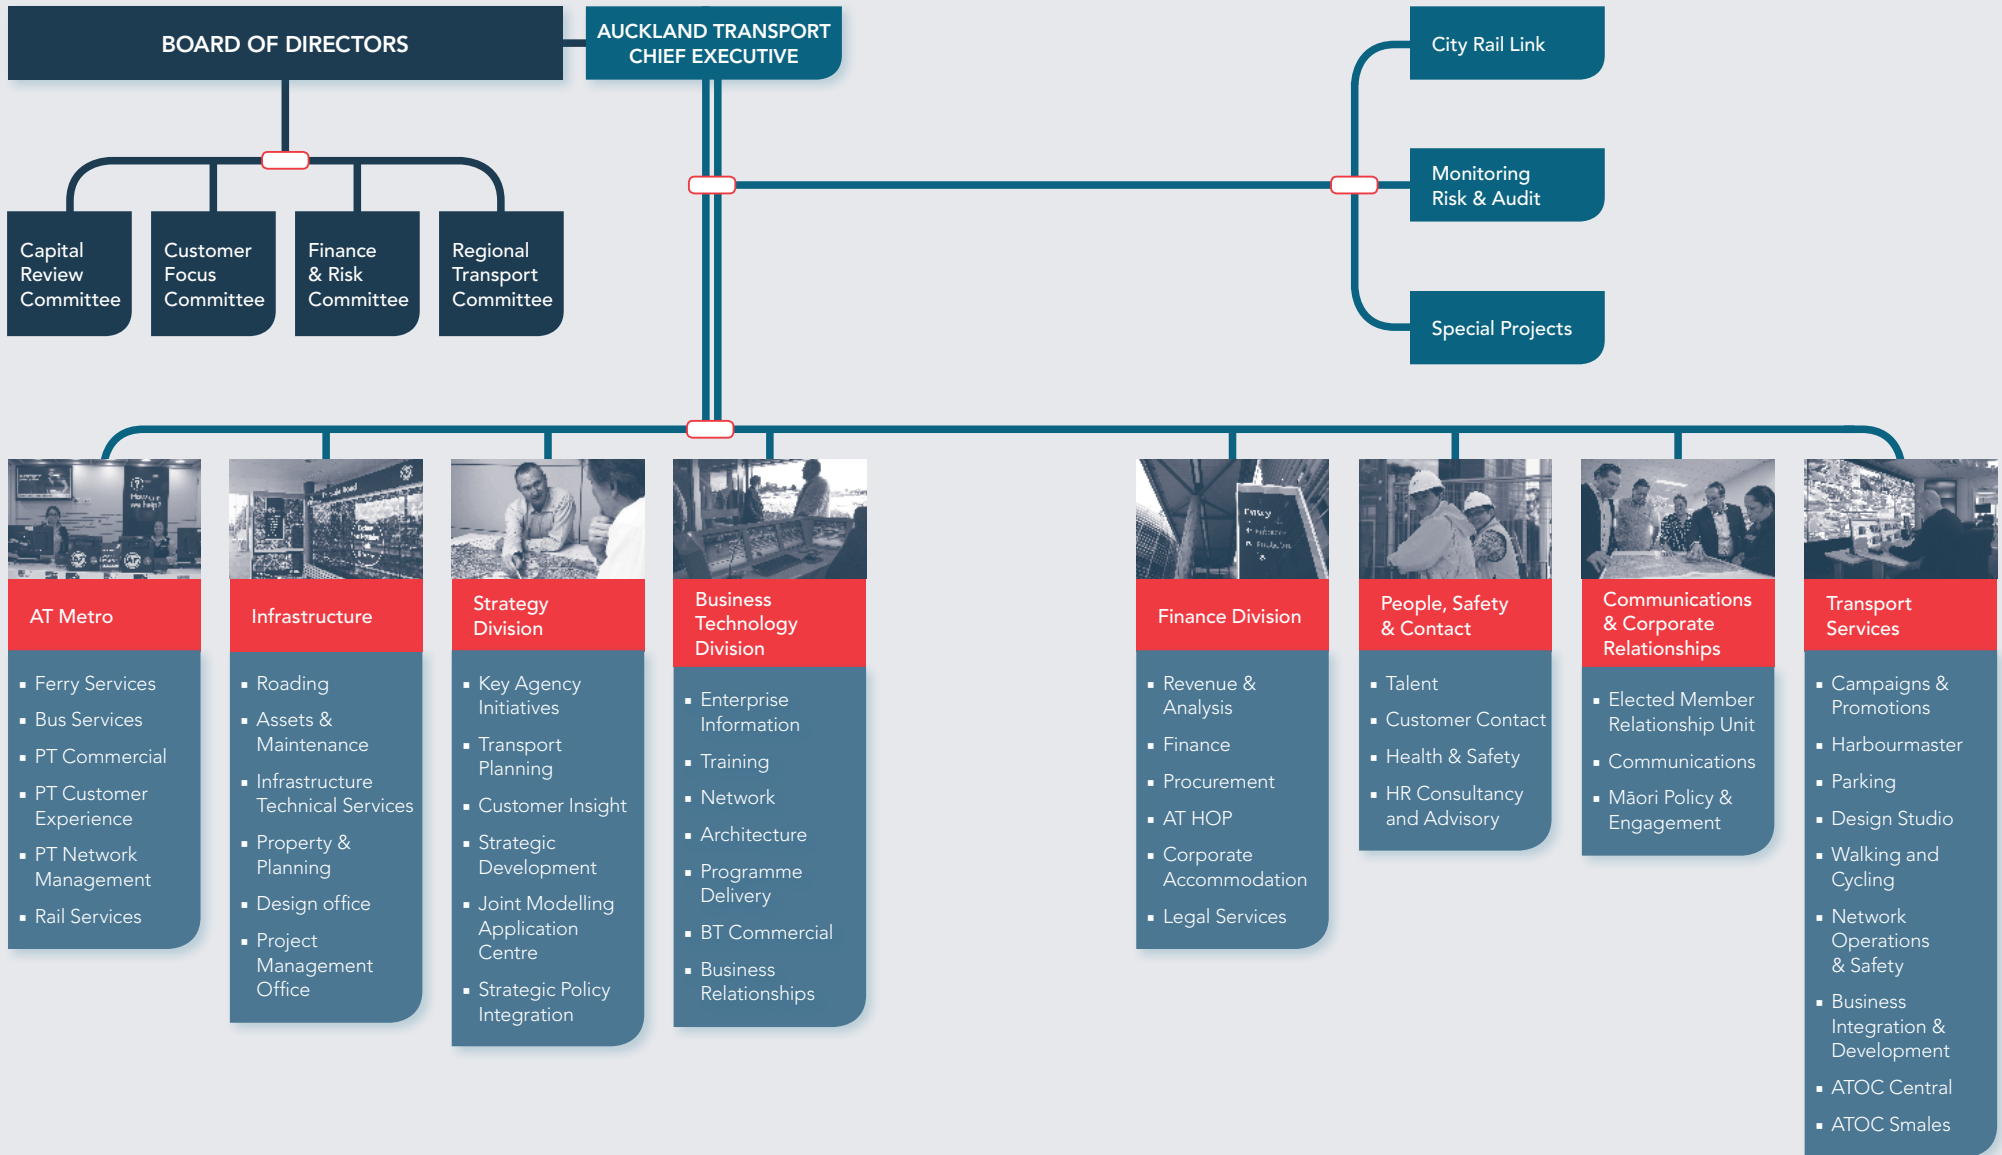 BOARD OF DIRECTORS
AUCKLAND TRANSPORT
CHIEF EXECUTIVE
City Rail Link
Monitoring
Risk & Audit
Special Projects
Capital
Review
Committee
Customer
Focus
Committee
Finance
& Risk
Committee
Regional
Transport
Committee
How can
we help?
AT Metro
Ferry Services
Bus Services
PT Commercial
PT Customer
Experience
PT Network
Management
Rail Services
Infrastructure
Roading
Assets &
Maintenance
Infrastructure
Technical Services
Property &
Planning
Design office
Project
Management
Office
Strategy
Division
Key Agency
Initiatives
Transport
Planning
Customer Insight
Strategic
Development
Joint Modelling
Application
Centre
Strategic Policy
Integration
Business
Technology
Division
Enterprise
Information
Training
Network
Architecture
Programme
Delivery
BT Commercial
Business
Relationships
Finance Division
Revenue &
Analysis
Finance
Procurement
AT HOP
Corporate
Accommodation
Legal Services
People, Safety
& Contact
Talent
Customer Contact
Health & Safety
HR Consultancy
and Advisory
Communications
& Corporate
Relationships
Elected Member
Relationship Unit
Communications
Māori Policy &
Engagement
Transport
Services
Campaigns &
Promotions
Harbourmaster
Parking
Design Studio
Walking and
Cycling
Network
Operations
& Safety
Business
Integration &
Development
ATOC Central
ATOC Smales